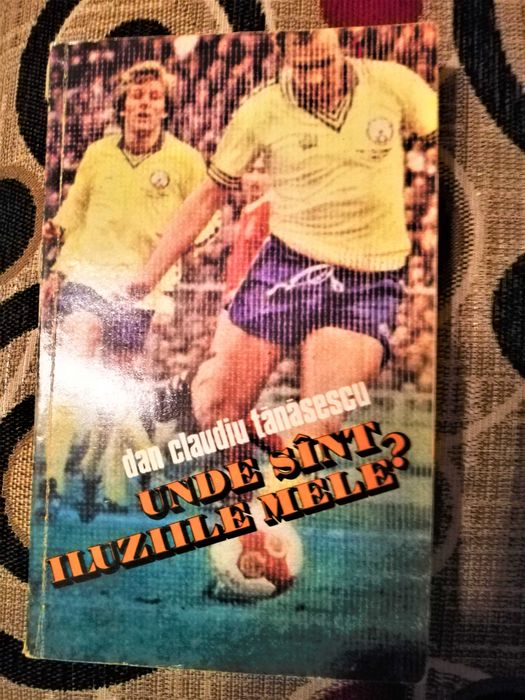 dan claudiu tănăsescu
UNDE SÎNT
ILUZIILE MELE?